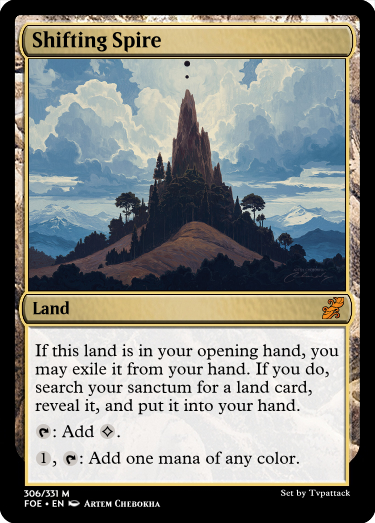 Shifting Spire
Land
If this land is in your opening hand, you
may exile it from your hand. If you do,
search your sanctum for a land card,
reveal it, and put it into your hand.
: Add .
1, : Add one mana of any color.
306/331 M
FOE • EN Artem Chebokha
Set by Tvpattack